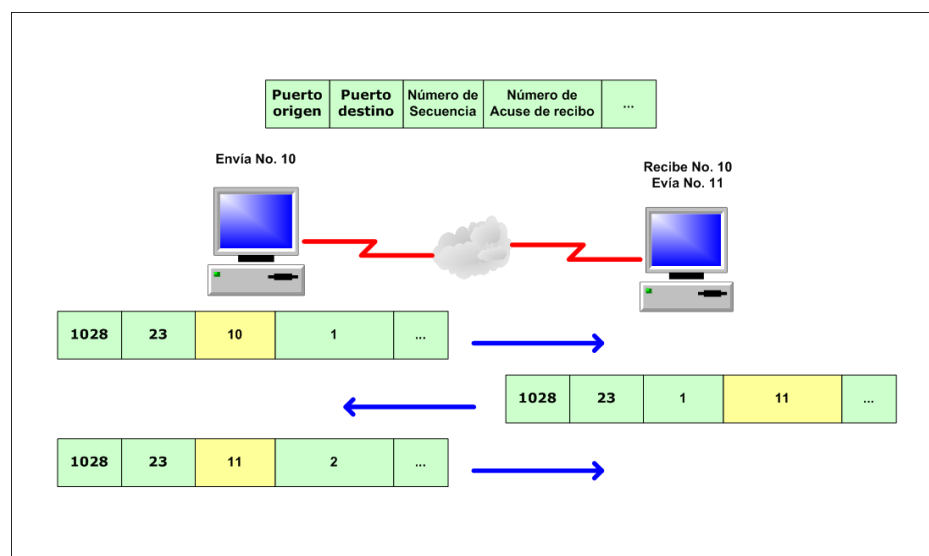 Puerto origen Puerto destino Número de Secuencia Número de Acuse de recibo ...
Envía No. 10
Recibe No. 10
Evía No. 11
1028 23 10 1 ...
1028 23 1 11 ...
1028 23 11 2 ...